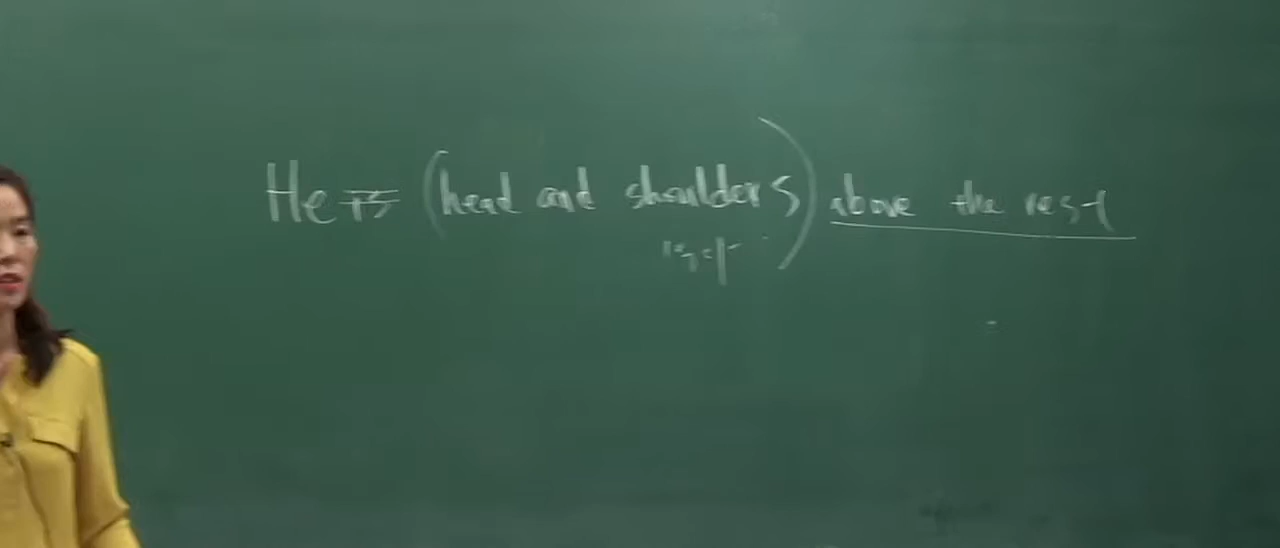 He is (head and shoulders) above the rest